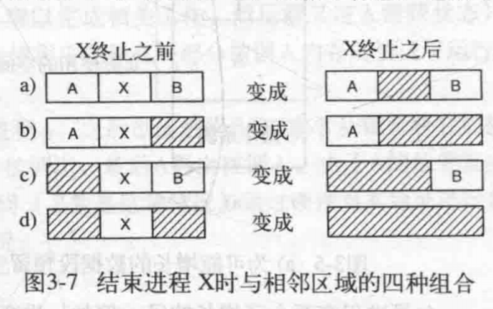 X终止之前 X终止之后
a) A X B 变成 A B
b) A X 变成 A
c) X B 变成 B
d) X 变成
图3-7 结束进程 X时与相邻区域的四种组合